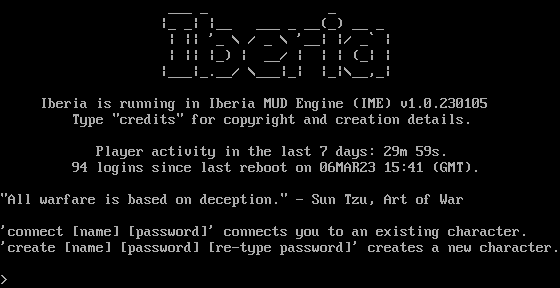 Iberia
Iberia is running in Iberia MUD Engine (IME) v1.0.230105
Type "credits" for copyright and creation details.
Player activity in the last 7 days: 29m 59s.
94 logins since last reboot on 06MAR23 15:41 (GMT).
"All warfare is based on deception." - Sun Tzu, Art of War
'connect [name] [password]' connects you to an existing character.
'create [name] [password] [re-type password]' creates a new character.
>